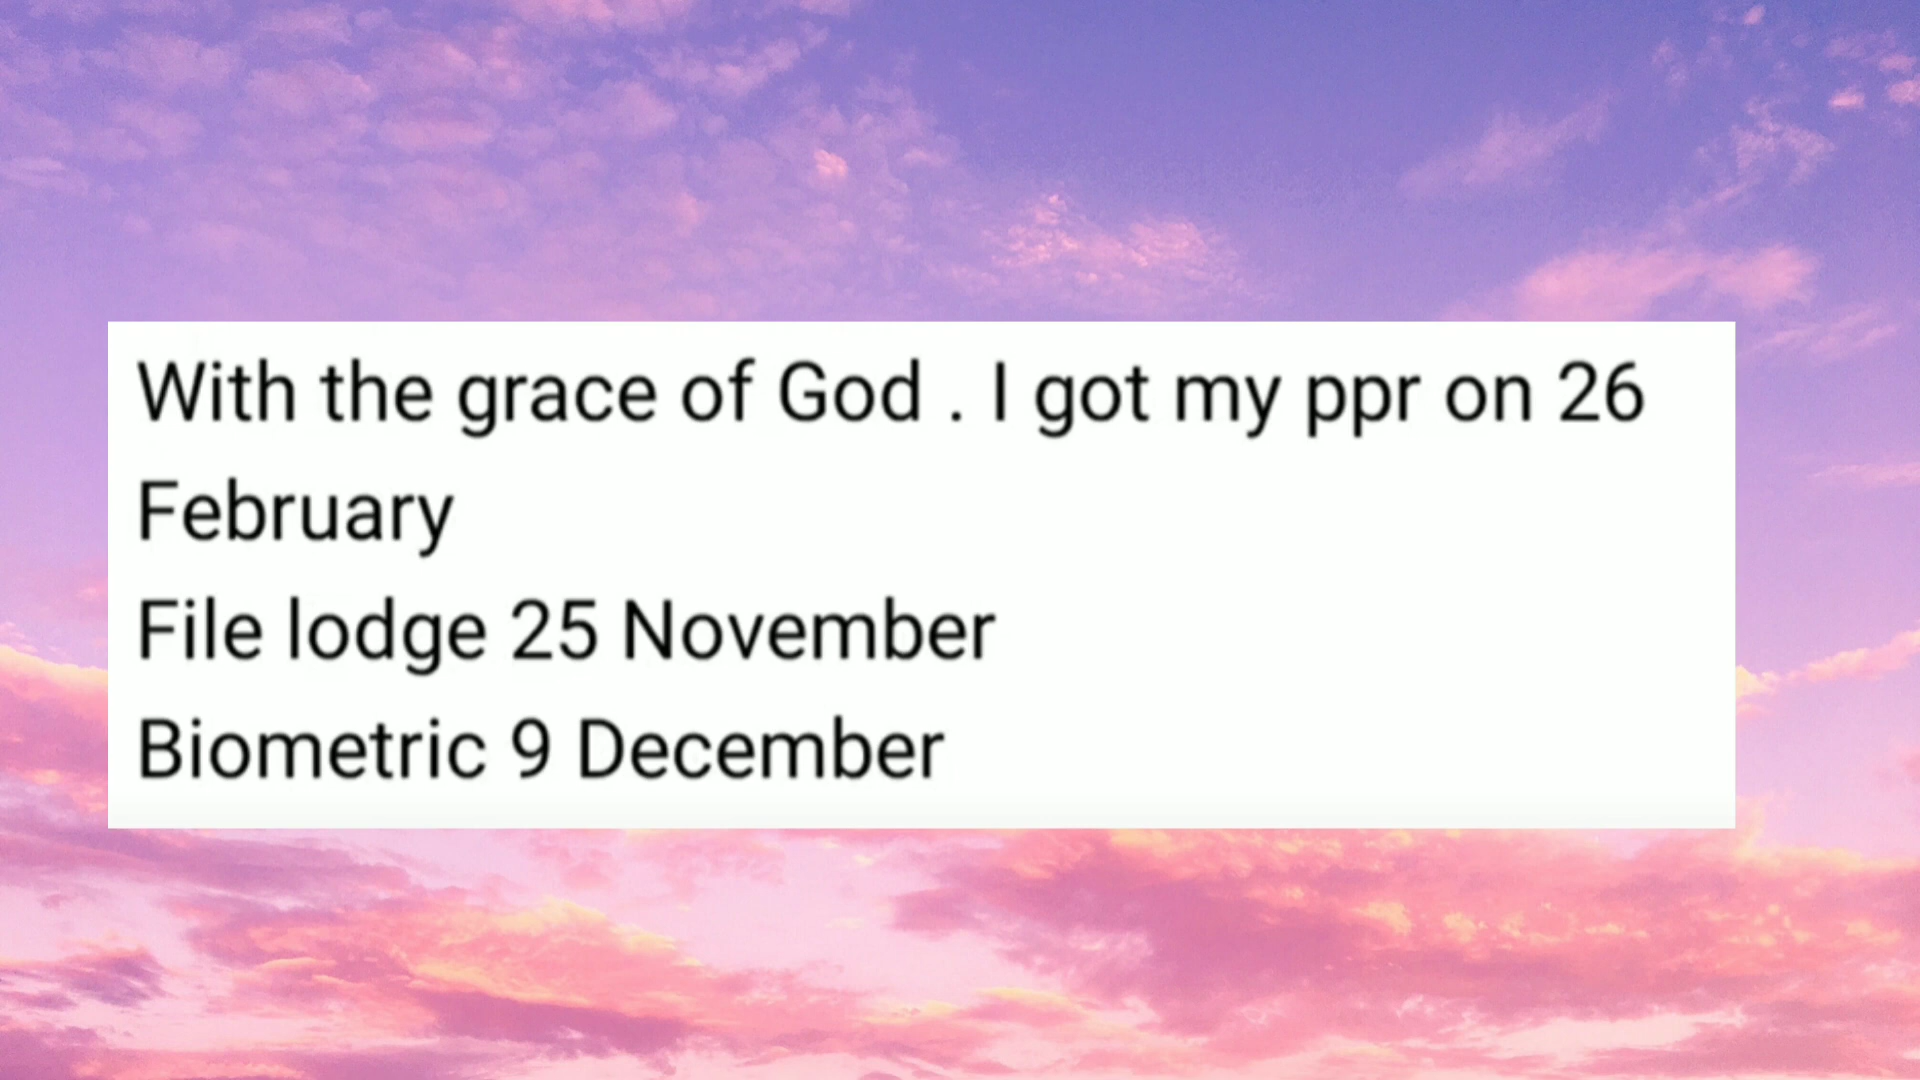 With the grace of God . I got my ppr on 26
February
File lodge 25 November
Biometric 9 December